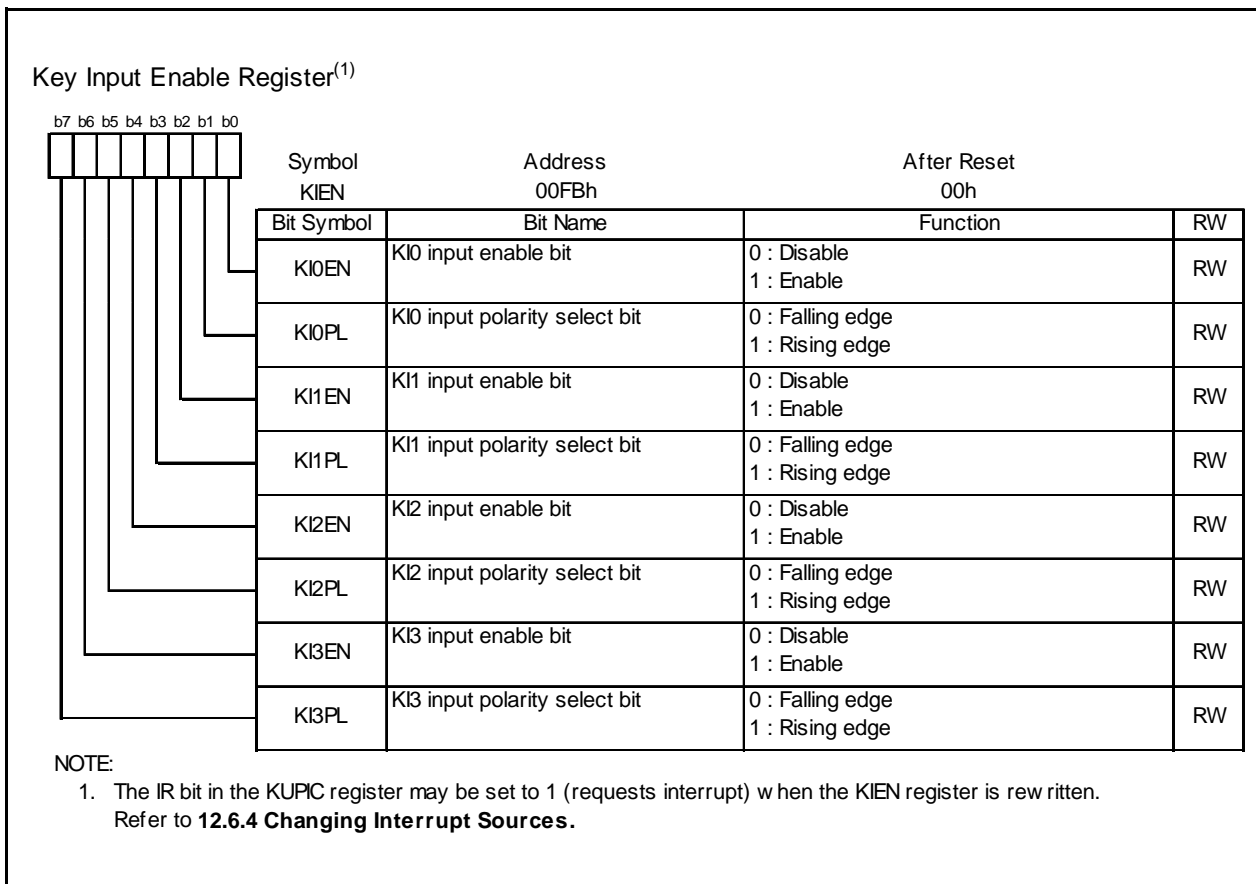 Key Input Enable Register(1)
b7 b6 b5 b4 b3 b2 b1 b0
Symbol Address After Reset
KIEN 00FBh 00h
Bit Symbol Bit Name Function RW
KI0EN KI0 input enable bit 0 : Disable RW
1 : Enable
KI0PL KI0 input polarity select bit 0 : Falling edge RW
1 : Rising edge
KI1EN KI1 input enable bit 0 : Disable RW
1 : Enable
KI1PL KI1 input polarity select bit 0 : Falling edge RW
1 : Rising edge
KI2EN KI2 input enable bit 0 : Disable RW
1 : Enable
KI2PL KI2 input polarity select bit 0 : Falling edge RW
1 : Rising edge
KI3EN KI3 input enable bit 0 : Disable RW
1 : Enable
KI3PL KI3 input polarity select bit 0 : Falling edge RW
1 : Rising edge
NOTE:
1. The IR bit in the KUPIC register may be set to 1 (requests interrupt) when the KIEN register is rewritten.
Refer to 12.6.4 Changing Interrupt Sources.